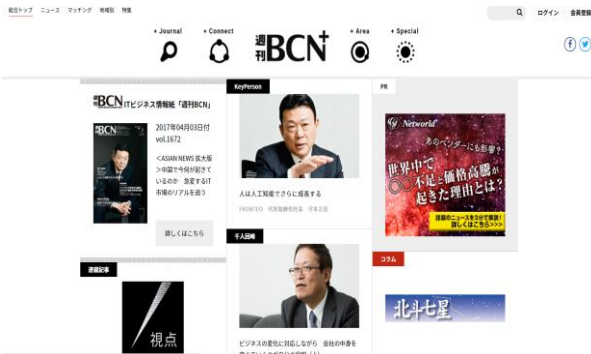 総合トップ ニュース マッチング 地域別 特集
ログイン 会員登録
+ Journal + Connect 週刊BCN+ + Area + Special
週刊BCN ITビジネス情報紙「週刊BCN」
BCN
2017年04月03日付
vol.1672
<ASIAN NEWS 拡大版
>中国で今何が起きて
いるのか 急変するIT
市場のリアルを追う
詳しくはこちら
連載記事
視点
KeyPerson
人は人工知能でさらに成長する
FRONTEO 代表取締役社長 守本正宏
千人回峰
ビジネスの変化に対応しながら 会社の中身を
PR
Networld
あのベンダーにも影響?
世界中で
○○不足と価格高騰が
起きた理由とは?
話題のニュースを3分で解説!
詳しくはこちら>>>
コラム
北斗七星